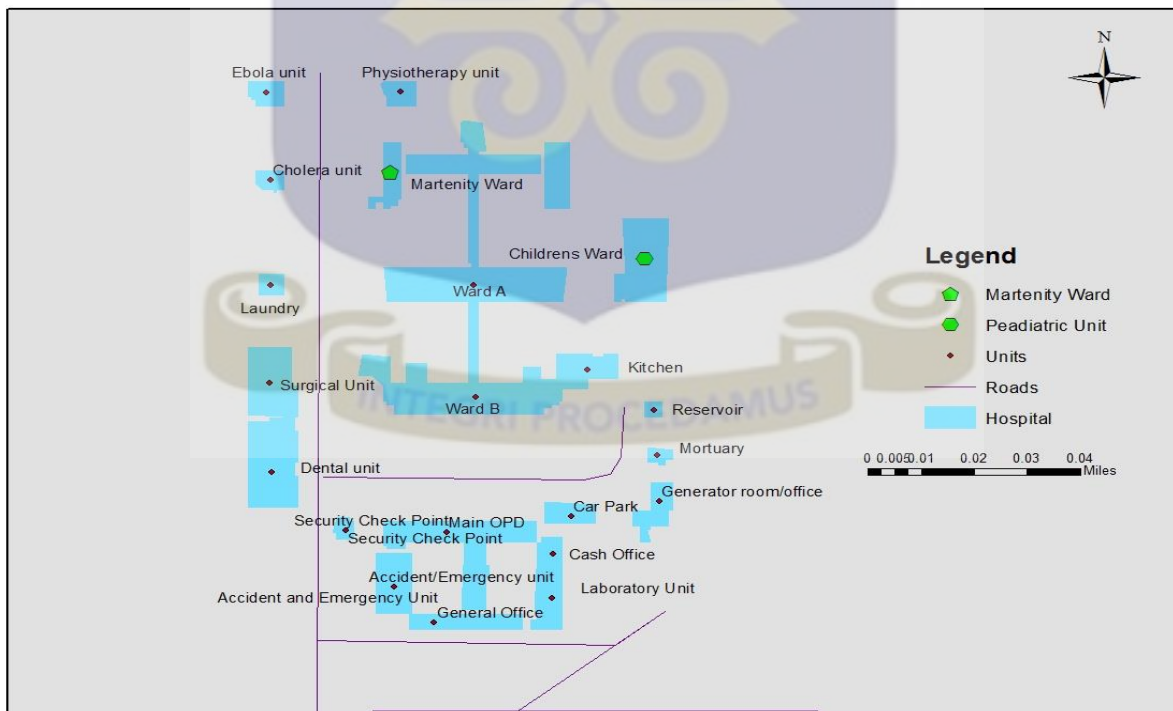 N
Ebola unit
Physiotherapy unit
Cholera unit
Martenity Ward
Childrens Ward
Ward A
Laundry
Kitchen
Surgical Unit
Ward B
INTEGRI PROCEDAMUS
Reservoir
Mortuary
Dental unit
Generator room/office
Car Park
Security Check Point
Main OPD
Security Check Point
Cash Office
Accident/Emergency unit
Accident and Emergency Unit
Laboratory Unit
General Office
Legend
Martenity Ward
Peadiatric Unit
Units
Roads
Hospital
0 0.005 0.01 0.02 0.03 0.04
Miles